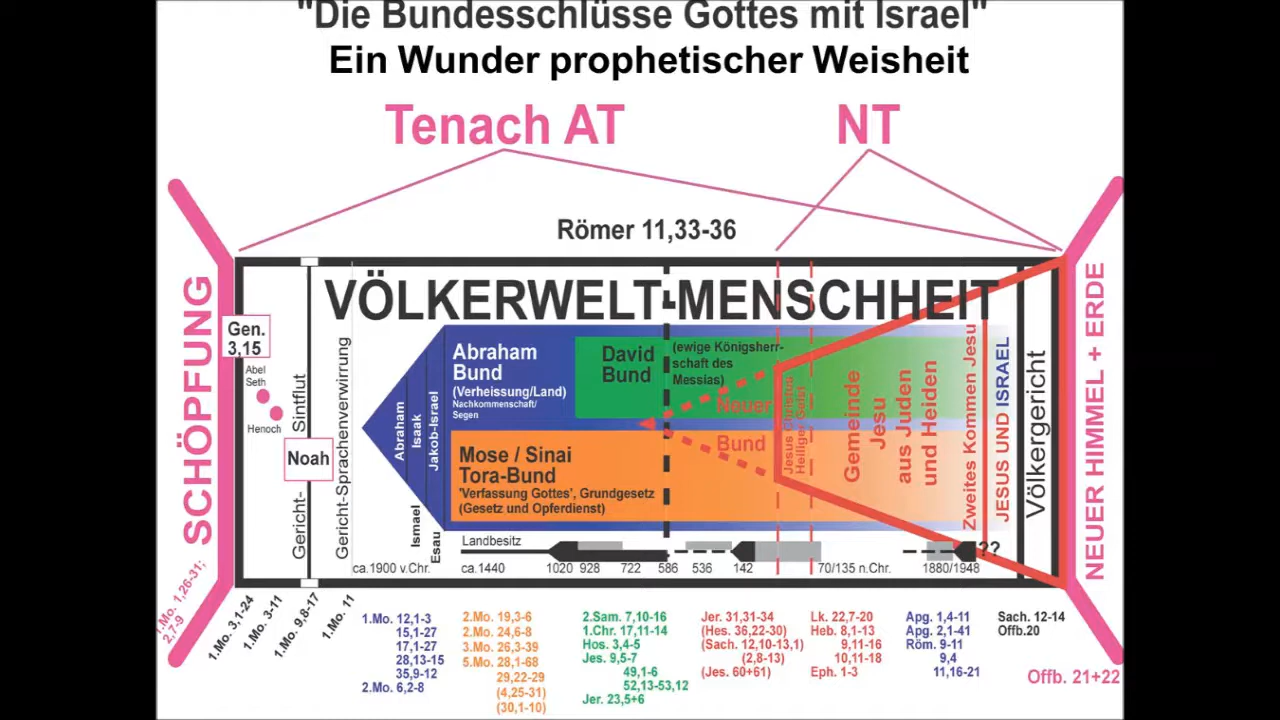 "Die Bundesschlüsse Gottes mit Israel"
Ein Wunder prophetischer Weisheit
Tenach AT
NT
Römer 11,33-36
SCHÖPFUNG
VÖLKERWELT-MENSCHHEIT
Gen.
3,15
Abel
Seth
Henoch
Gericht-
Sintflut
Noah
Gericht-Sprachenverwirrung
Abraham
Isaak
Jakob-Israel
Ismael
Esau
Abraham
Bund
(Verheissung/Land)
Nachkommenschaft/
Segen
David
Bund
(ewige Königsherr-
schaft des
Messias)
Mose / Sinai
Tora-Bund
'Verfassung Gottes', Grundgesetz
(Gesetz und Opferdienst)
Neuer
Bund
Jesus Christus
Heiliger Geist
Gemeinde
Jesu
aus Juden
und Heiden
Zweites Kommen Jesu
JESUS UND ISRAEL
Völkergericht
NEUER HIMMEL + ERDE
Landbesitz
??
ca.1900 v.Chr.
ca.1440
1020
928
722
586
536
142
70/135 n.Chr.
1880/1948
1.Mo. 1,26-31;
2,7-9
1.Mo. 3,1-24
1.Mo. 3-11
1.Mo. 9,8-17
1.Mo. 11
1.Mo. 12,1-3
15,1-27
17,1-27
28,13-15
35,9-12
2.Mo. 6,2-8
2.Mo. 19,3-6
2.Mo. 24,6-8
3.Mo. 26,3-39
5.Mo. 28,1-68
29,22-29
(4,25-31)
(30,1-10)
2.Sam. 7,10-16
1.Chr. 17,11-14
Hos. 3,4-5
Jes. 9,5-7
49,1-6
52,13-53,12
Jer. 23,5+6
Jer. 31,31-34
(Hes. 36,22-30)
(Sach. 12,10-13,1)
(2,8-13)
(Jes. 60+61)
Lk. 22,7-20
Heb. 8,1-13
9,11-16
10,11-18
Eph. 1-3
Apg. 1,4-11
Apg. 2,1-41
Röm. 9-11
9,4
11,16-21
Sach. 12-14
Offb.20
Offb. 21+22